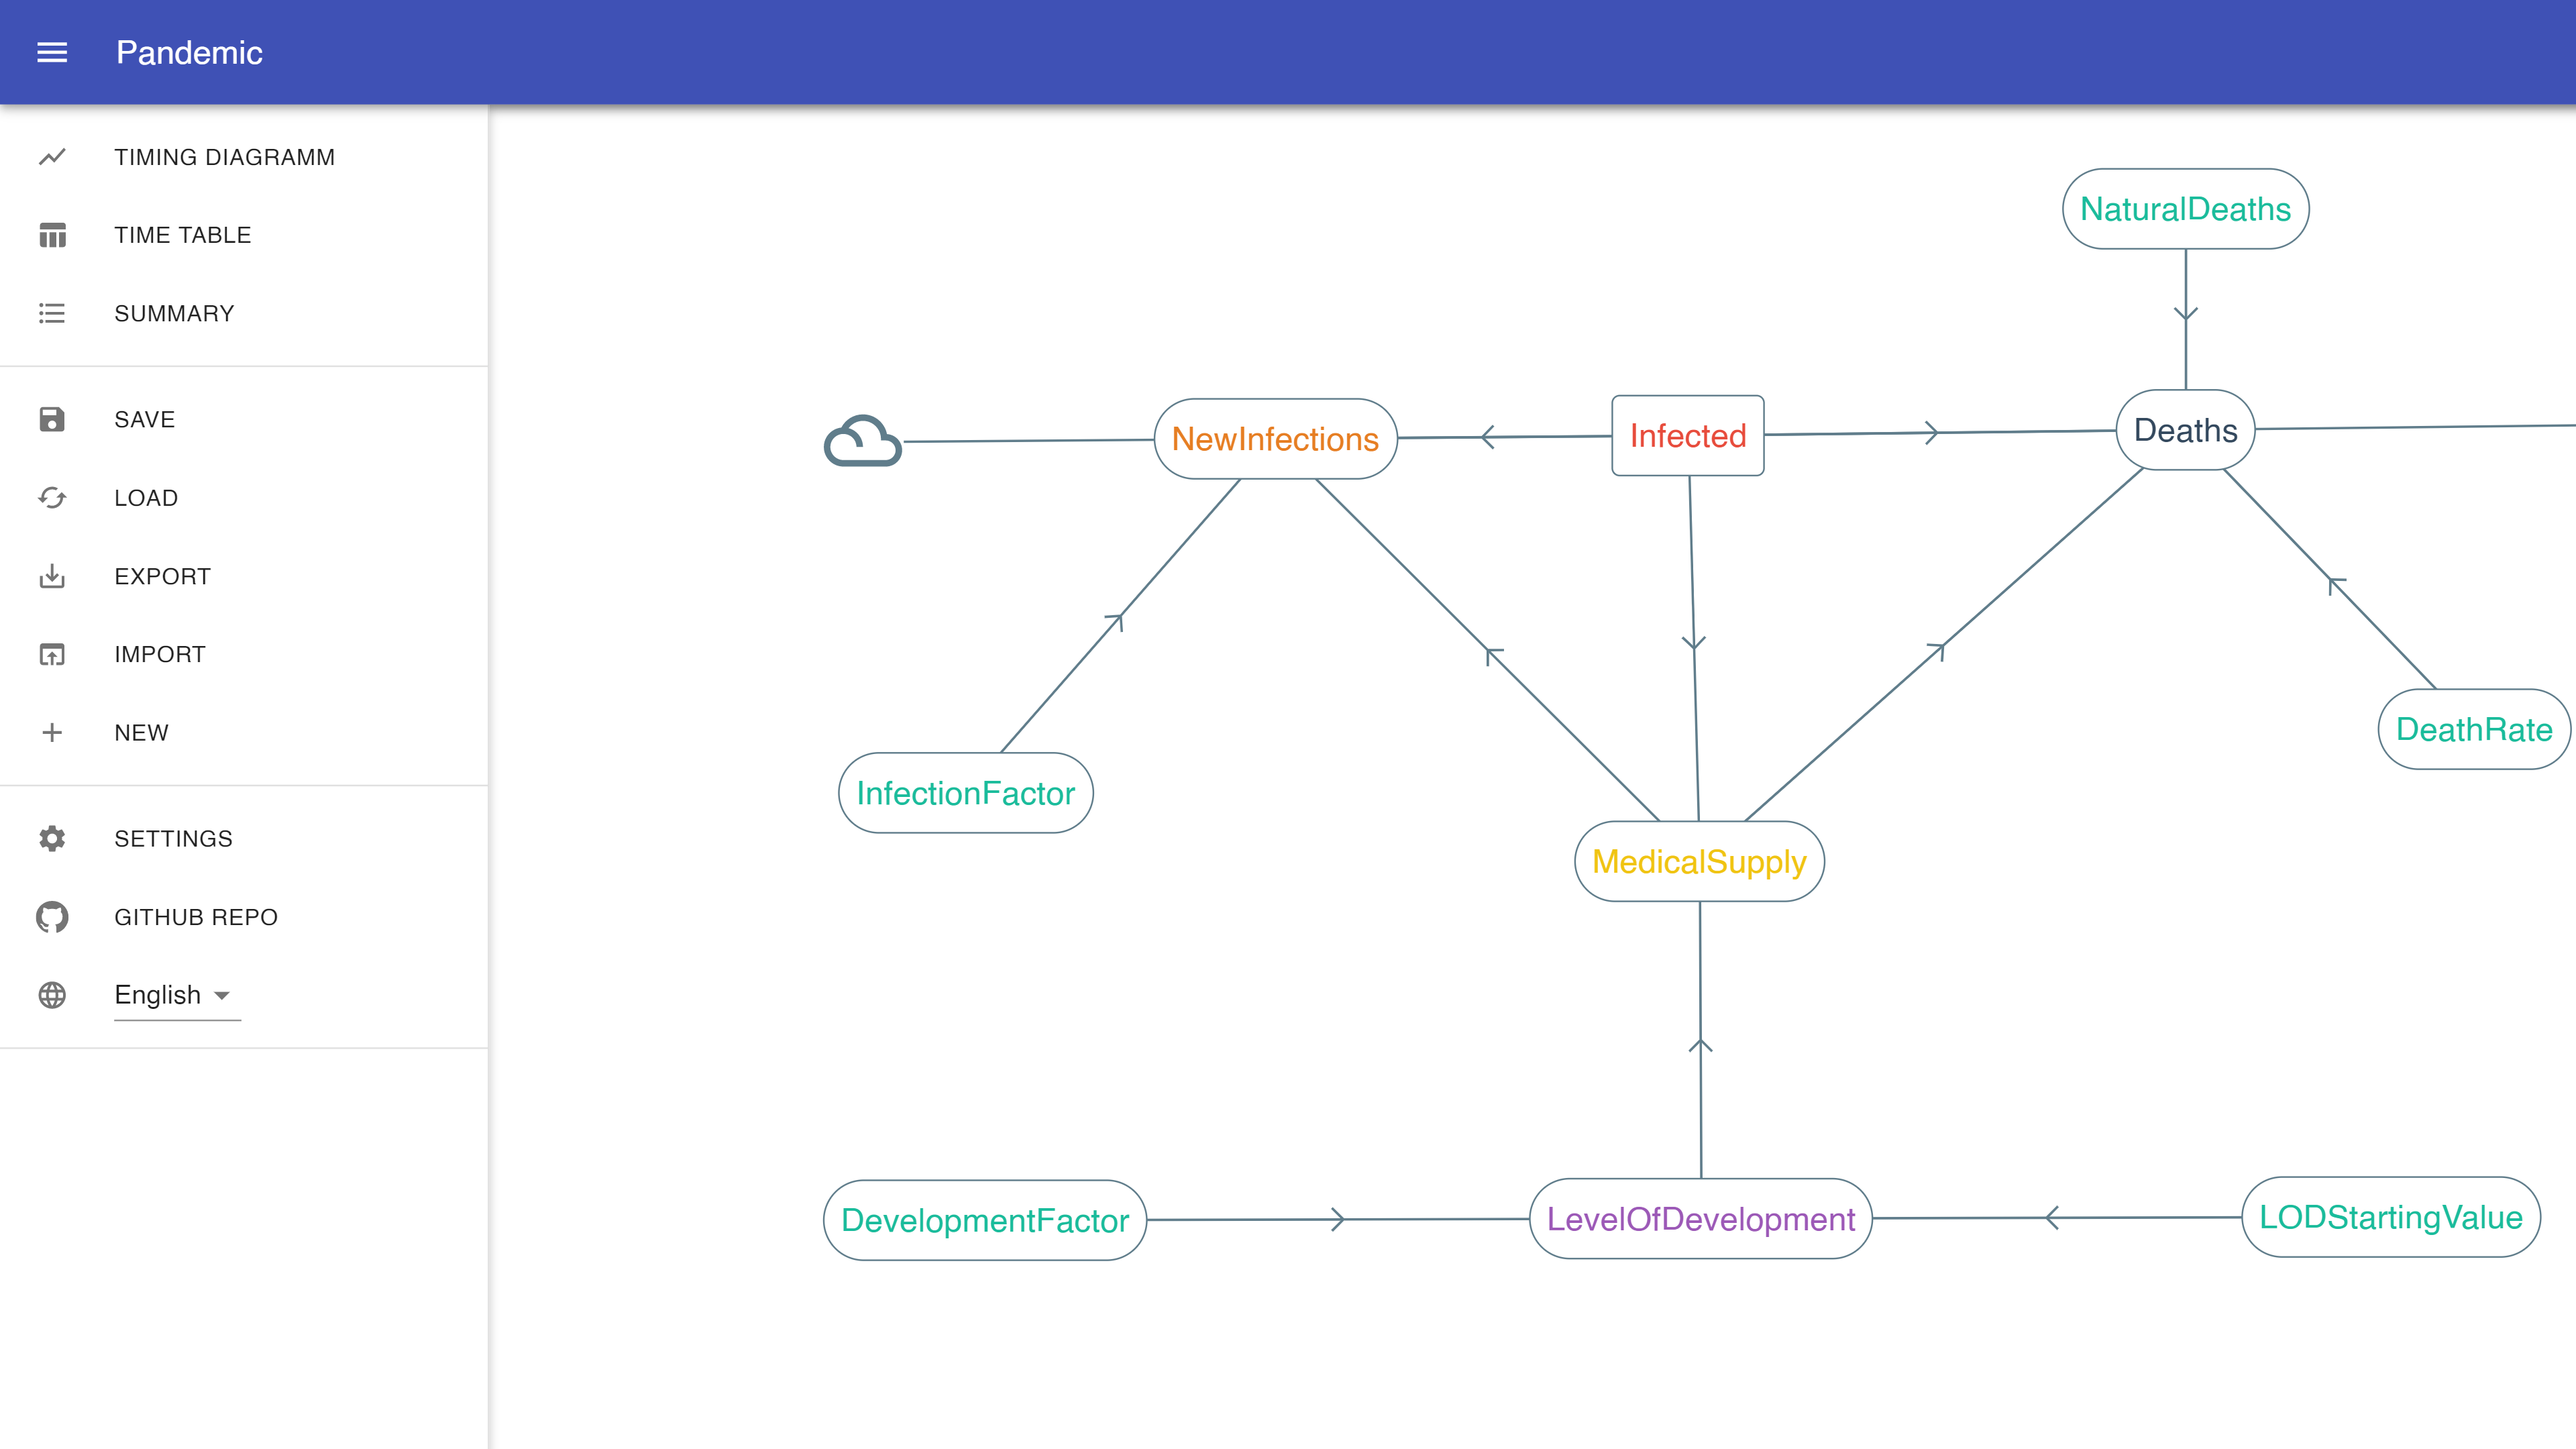 Pandemic
TIMING DIAGRAMM
TIME TABLE
SUMMARY
SAVE
LOAD
EXPORT
IMPORT
NEW
SETTINGS
GITHUB REPO
English
NaturalDeaths
NewInfections
Infected
Deaths
DeathRate
InfectionFactor
MedicalSupply
DevelopmentFactor
LevelOfDevelopment
LODStartingValue